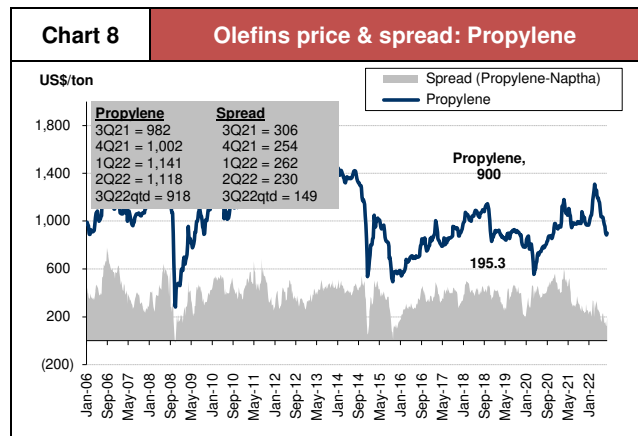 Chart 8
Olefins price & spread: Propylene
US$/ton
Spread (Propylene-Naptha)
Propylene
Propylene Spread
3Q21 = 982 3Q21 = 306
4Q21 = 1,002 4Q21 = 254
1Q22 = 1,141 1Q22 = 262
2Q22 = 1,118 2Q22 = 230
3Q22qtd = 918 3Q22qtd = 149
1,800
1,400
1,000
600
200
(200)
Propylene,
900
195.3
Jan-06
Sep-06
May-07
Jan-08
Sep-08
May-09
Jan-10
Oct-10
May-11
Jan-12
Sep-12
May-13
Jan-14
Sep-14
May-15
Jan-16
Sep-16
May-17
Jan-18
Sep-18
May-19
Jan-20
Sep-20
May-21
Jan-22